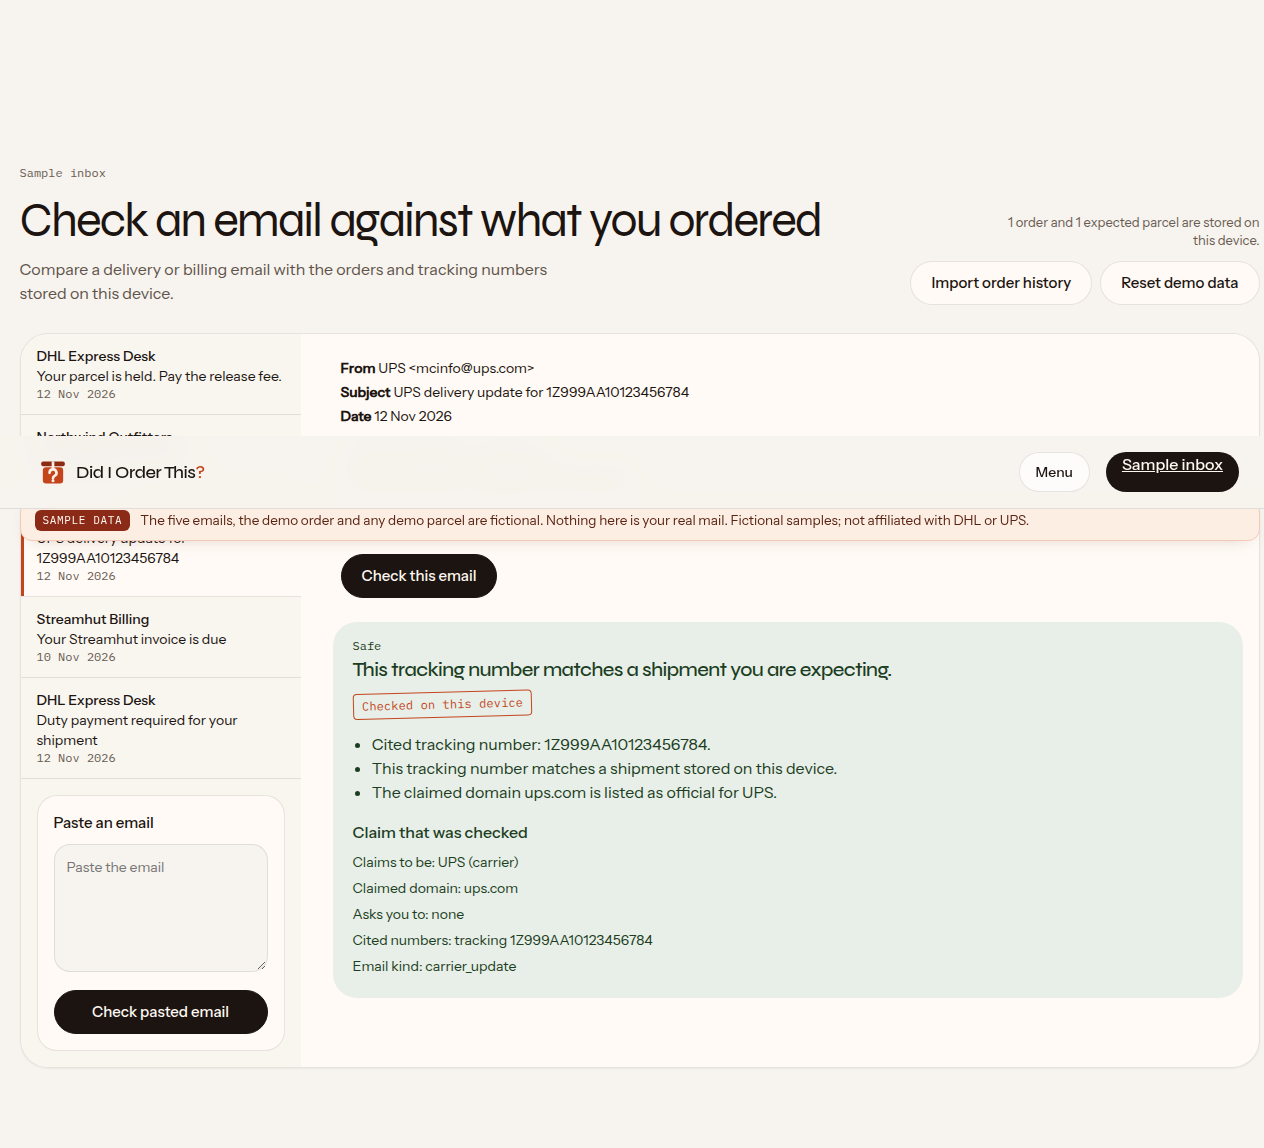 Sample inbox
Check an email against what you ordered
Compare a delivery or billing email with the orders and tracking numbers
stored on this device.
1 order and 1 expected parcel are stored on
this device.
Import order history
Reset demo data
DHL Express Desk
Your parcel is held. Pay the release fee.
12 Nov 2026
Northwind Outfitters
From UPS <mcinfo@ups.com>
Subject UPS delivery update for 1Z999AA10123456784
Date 12 Nov 2026
Did I Order This?
Menu
Sample inbox
SAMPLE DATA The five emails, the demo order and any demo parcel are fictional. Nothing here is your real mail. Fictional samples; not affiliated with DHL or UPS.
UPS delivery update for
1Z999AA10123456784
12 Nov 2026
Streamhut Billing
Your Streamhut invoice is due
10 Nov 2026
DHL Express Desk
Duty payment required for your
shipment
12 Nov 2026
Paste an email
Paste the email
Check pasted email
Check this email
Safe
This tracking number matches a shipment you are expecting.
Checked on this device
• Cited tracking number: 1Z999AA10123456784.
• This tracking number matches a shipment stored on this device.
• The claimed domain ups.com is listed as official for UPS.
Claim that was checked
Claims to be: UPS (carrier)
Claimed domain: ups.com
Asks you to: none
Cited numbers: tracking 1Z999AA10123456784
Email kind: carrier_update